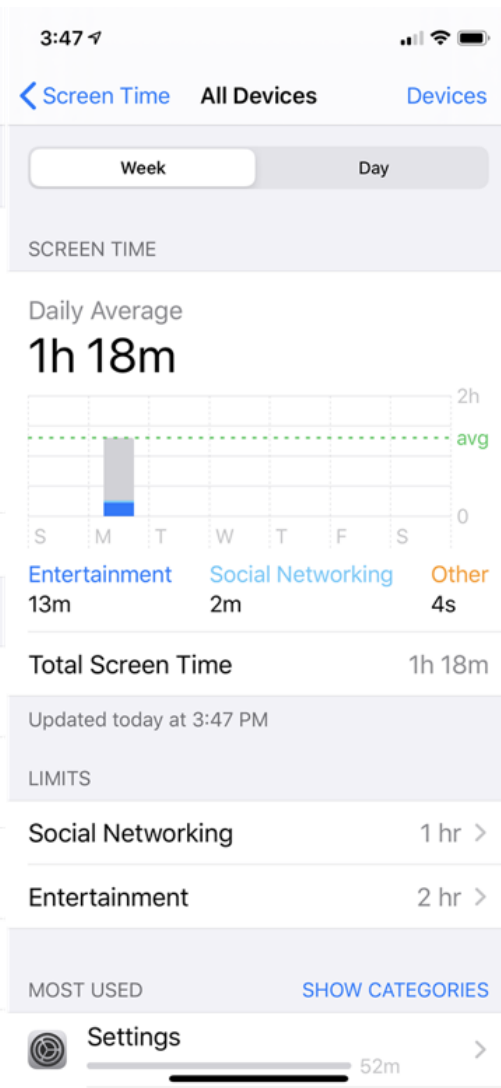 3:47
Screen Time All Devices Devices
Week Day
SCREEN TIME
Daily Average
1h 18m
2h
avg
0
S M T W T F S
Entertainment Social Networking Other
13m 2m 4s
Total Screen Time 1h 18m
Updated today at 3:47 PM
LIMITS
Social Networking 1 hr
Entertainment 2 hr
MOST USED SHOW CATEGORIES
Settings
52m